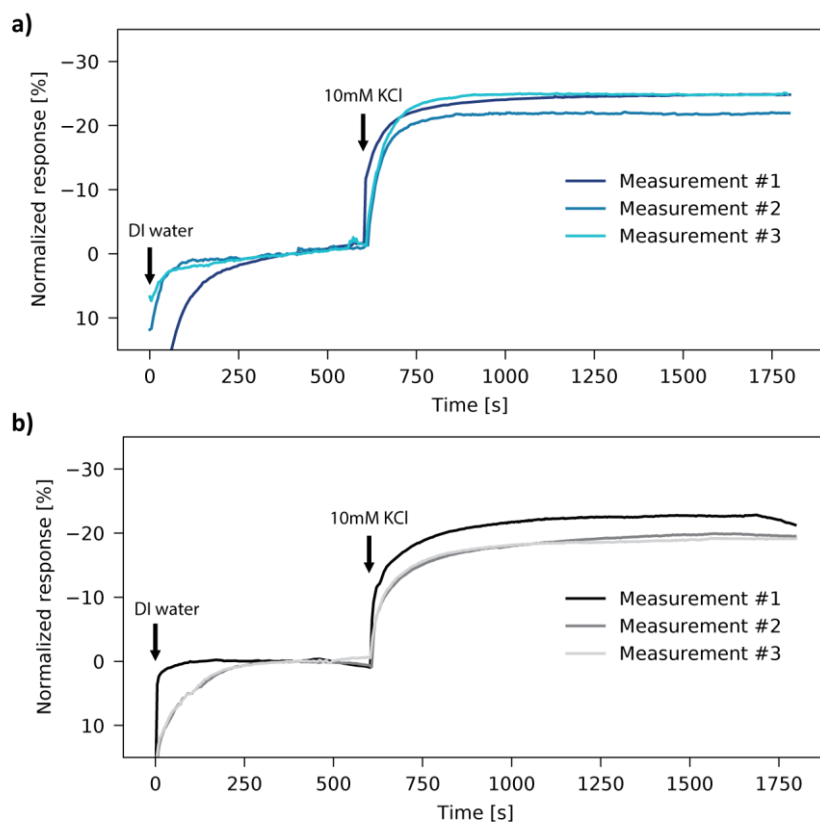 a)
Normalized response [%]
−30
−20
−10
0
10
10mM KCl
DI water
Measurement #1
Measurement #2
Measurement #3
0 250 500 750 1000 1250 1500 1750
Time [s]
b)
Normalized response [%]
−30
−20
−10
0
10
10mM KCl
DI water
Measurement #1
Measurement #2
Measurement #3
0 250 500 750 1000 1250 1500 1750
Time [s]